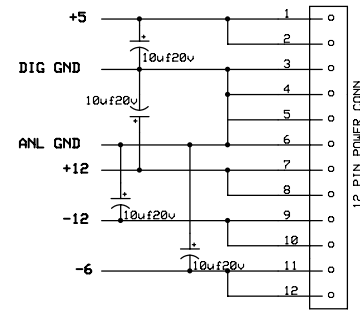 +5 1
2
10uf20v
DIG GND 3
4
10uf20v
5
ANL GND 6
+12 7
8
-12 10uf20v 9
10
-6 10uf20v 11
12
12 PIN POWER CONN